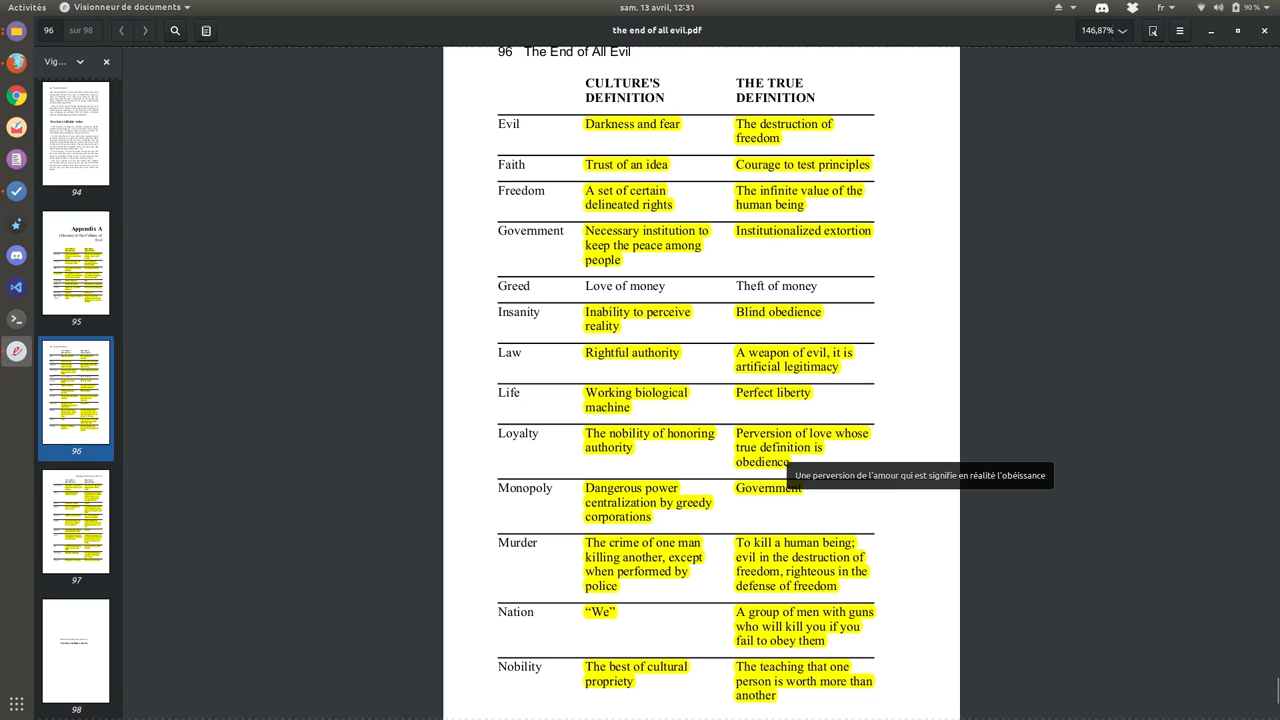 Activités
Visionneur de documents
sam. 13 avril, 12:31
fr
90 %
96
sur 98
the end of all evil.pdf
146,87%
Vig…
94
Appendix A
Glossary of the Culture of
Evil
95
96
97
98
96 The End of All Evil
CULTURE'S THE TRUE
DEFINITION DEFINITION
Evil Darkness and fear The destruction of
freedom
Faith Trust of an idea Courage to test principles
Freedom A set of certain The infinite value of the
delineated rights human being
Government Necessary institution to Institutionalized extortion
keep the peace among
people
Greed Love of money Theft of money
Insanity Inability to perceive Blind obedience
reality
Law Rightful authority A weapon of evil, it is
artificial legitimacy
Life Working biological Perfect liberty
machine
Loyalty The nobility of honoring Perversion of love whose
authority true definition is
obedience
Une perversion de l'amour qui est signifie en réalité l'obéissance
Monopoly Dangerous power Government
centralization by greedy
corporations
Murder The crime of one man To kill a human being;
killing another, except evil in the destruction of
when performed by freedom, righteous in the
police defense of freedom
Nation “We” A group of men with guns
who will kill you if you
fail to obey them
Nobility The best of cultural The teaching that one
propriety person is worth more than
another